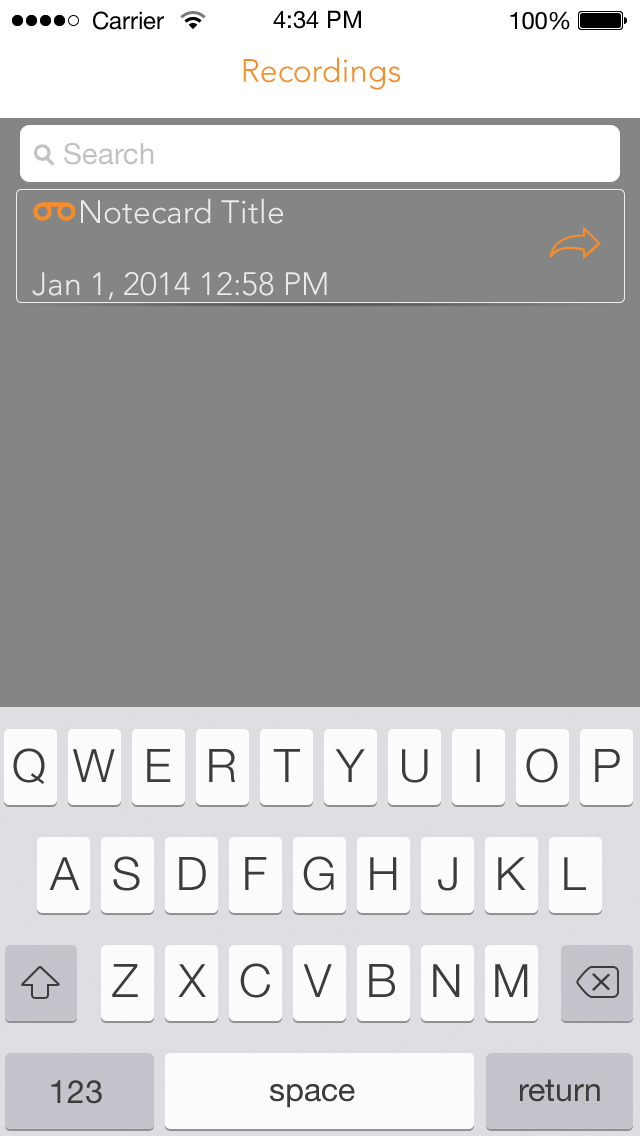 Carrier 4:34 PM 100%
Recordings
Search
Notecard Title
Jan 1, 2014 12:58 PM
Q W E R T Y U I O P
A S D F G H J K L
Z X C V B N M
123 space return